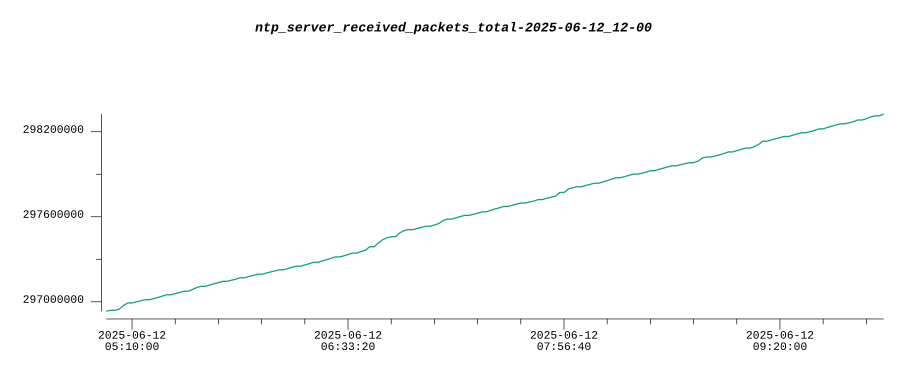 ntp_server_received_packets_total-2025-06-12_12-00
298200000
297600000
297000000
2025-06-12 2025-06-12 2025-06-12 2025-06-12
05:10:00 06:33:20 07:56:40 09:20:00